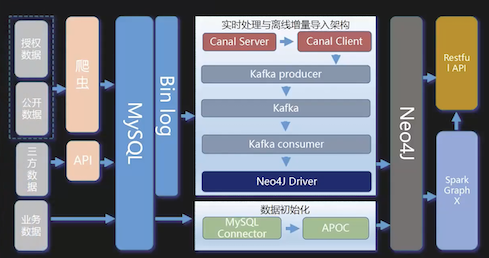 授权
数据
公开
数据
三方
数据
业务
数据
爬虫
API
MySQL
Bin log
实时处理与离线增量导入架构
Canal Server
Canal Client
Kafka producer
Kafka
Kafka consumer
Neo4J Driver
数据初始化
MySQL
Connector
APOC
Neo4J
Restfu
l API
Spark
Graph
X